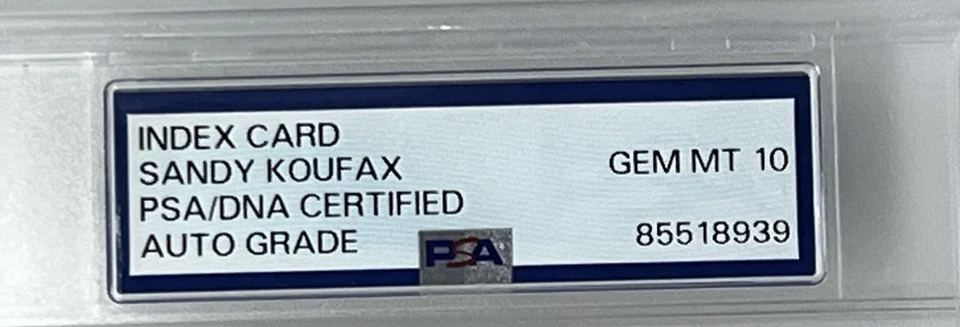 INDEX CARD
SANDY KOUFAX
PSA/DNA CERTIFIED
AUTO GRADE
GEM MT 10
85518939
PSA